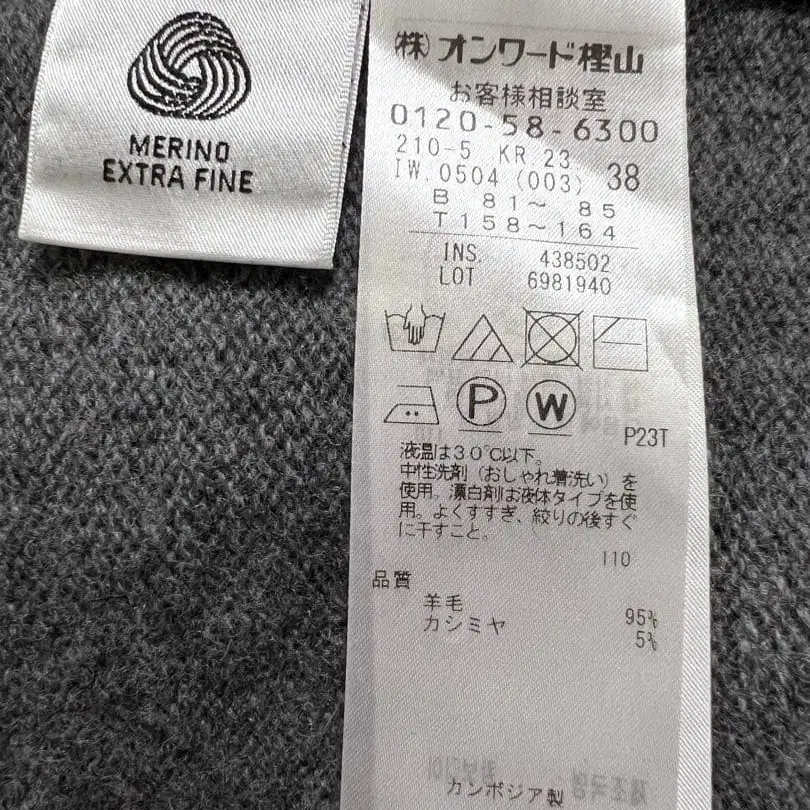 MERINO
EXTRA FINE
㈱オンワード樫山
お客様相談室
0120-58-6300
210-5 KR.23
IW.0504 (003) 38
B 81~ 85
T158~164
INS. 438502
LOT 6981940
P W
P23T
液温は30℃以下。
中性洗剤(おしゃれ着洗い)を
使用。漂白剤は液体タイプを使
用。よくすすぎ、絞りの後すぐ
に干すこと。
110
品質
羊毛 95%
カシミヤ 5%
カンボジア製